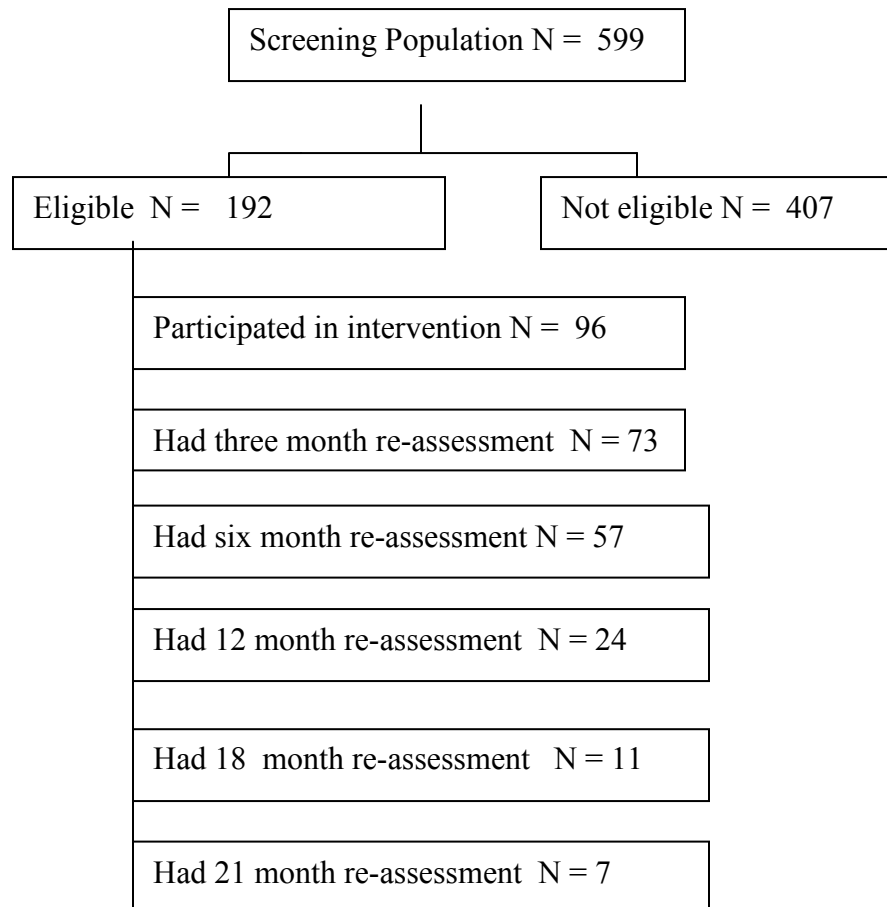 Screening Population N = 599
Eligible N = 192
Not eligible N = 407
Participated in intervention N = 96
Had three month re-assessment N = 73
Had six month re-assessment N = 57
Had 12 month re-assessment N = 24
Had 18 month re-assessment N = 11
Had 21 month re-assessment N = 7